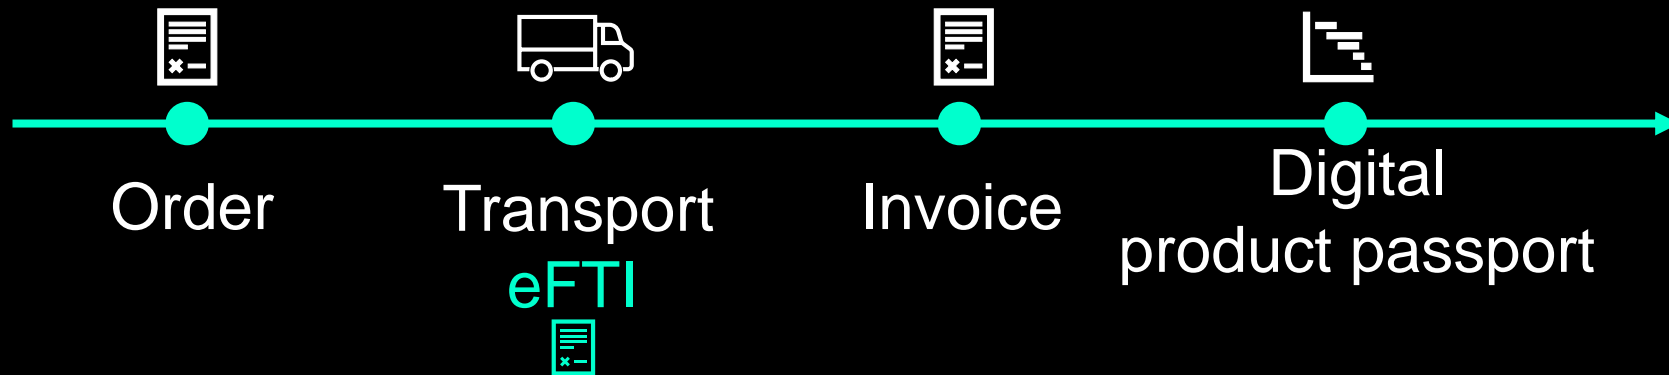 Order
Transport
eFTI
Invoice
Digital
product passport